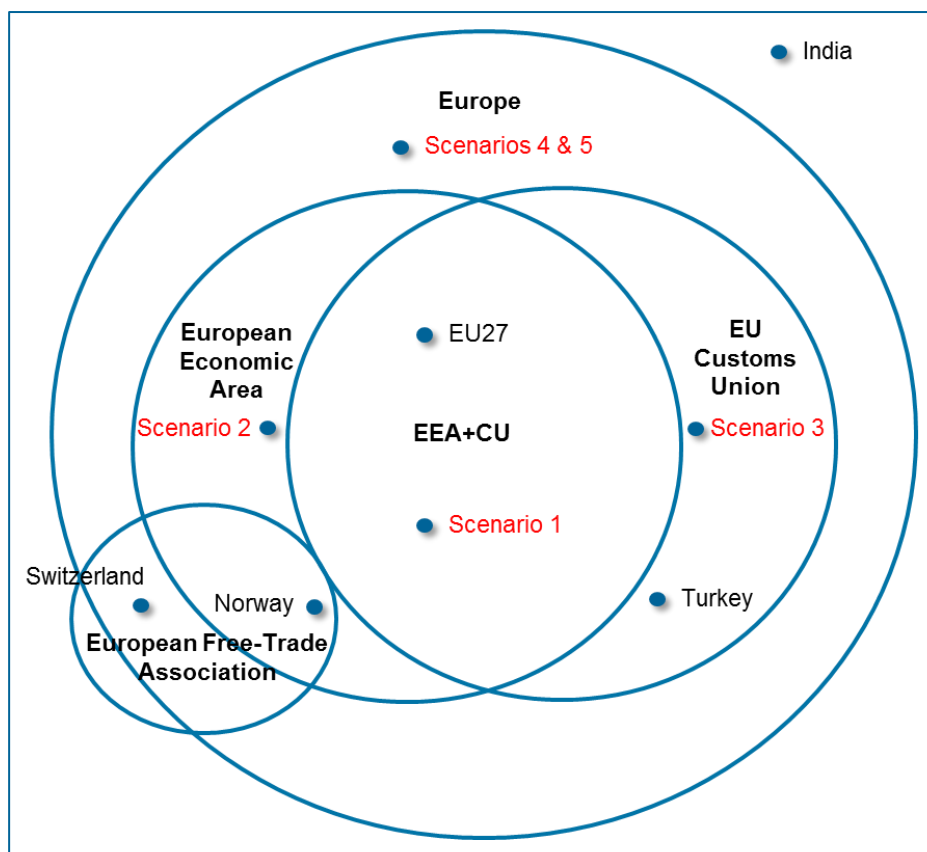 India
Europe
Scenarios 4 & 5
European
Economic
Area
EU27
EU
Customs
Union
Scenario 2
EEA+CU
Scenario 3
Scenario 1
Switzerland
Norway
Turkey
European Free-Trade
Association